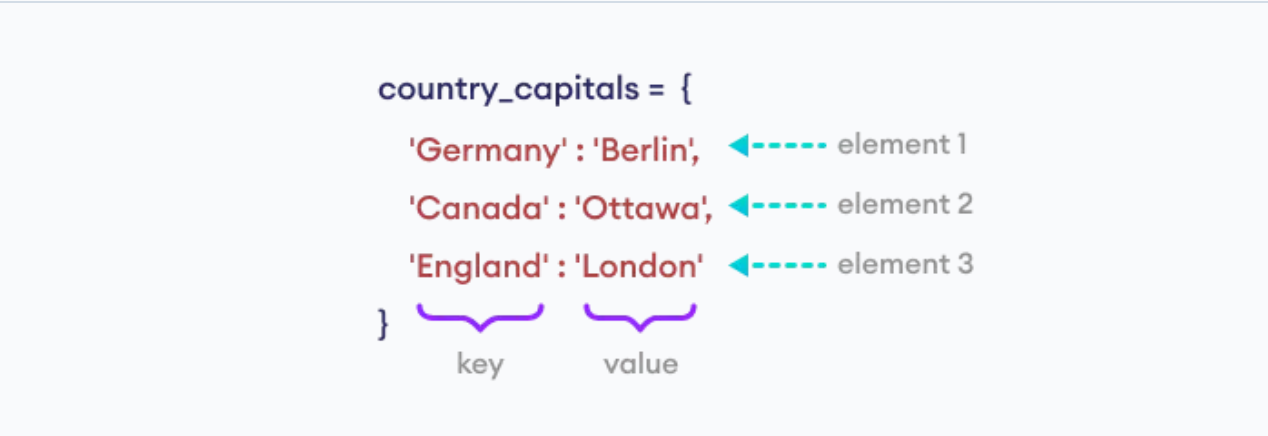 country_capitals = {
'Germany' : 'Berlin', element 1
'Canada' : 'Ottawa', element 2
'England' : 'London' element 3
}
key value